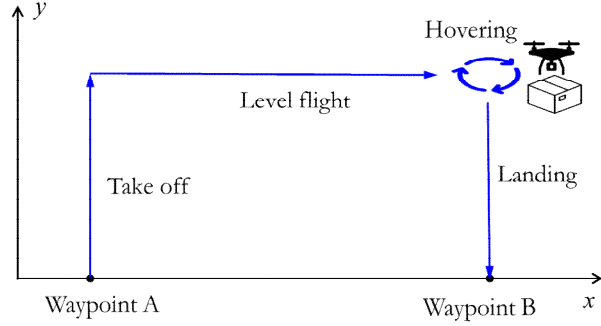 y
Hovering
Level flight
Take off
Landing
Waypoint A
Waypoint B
x